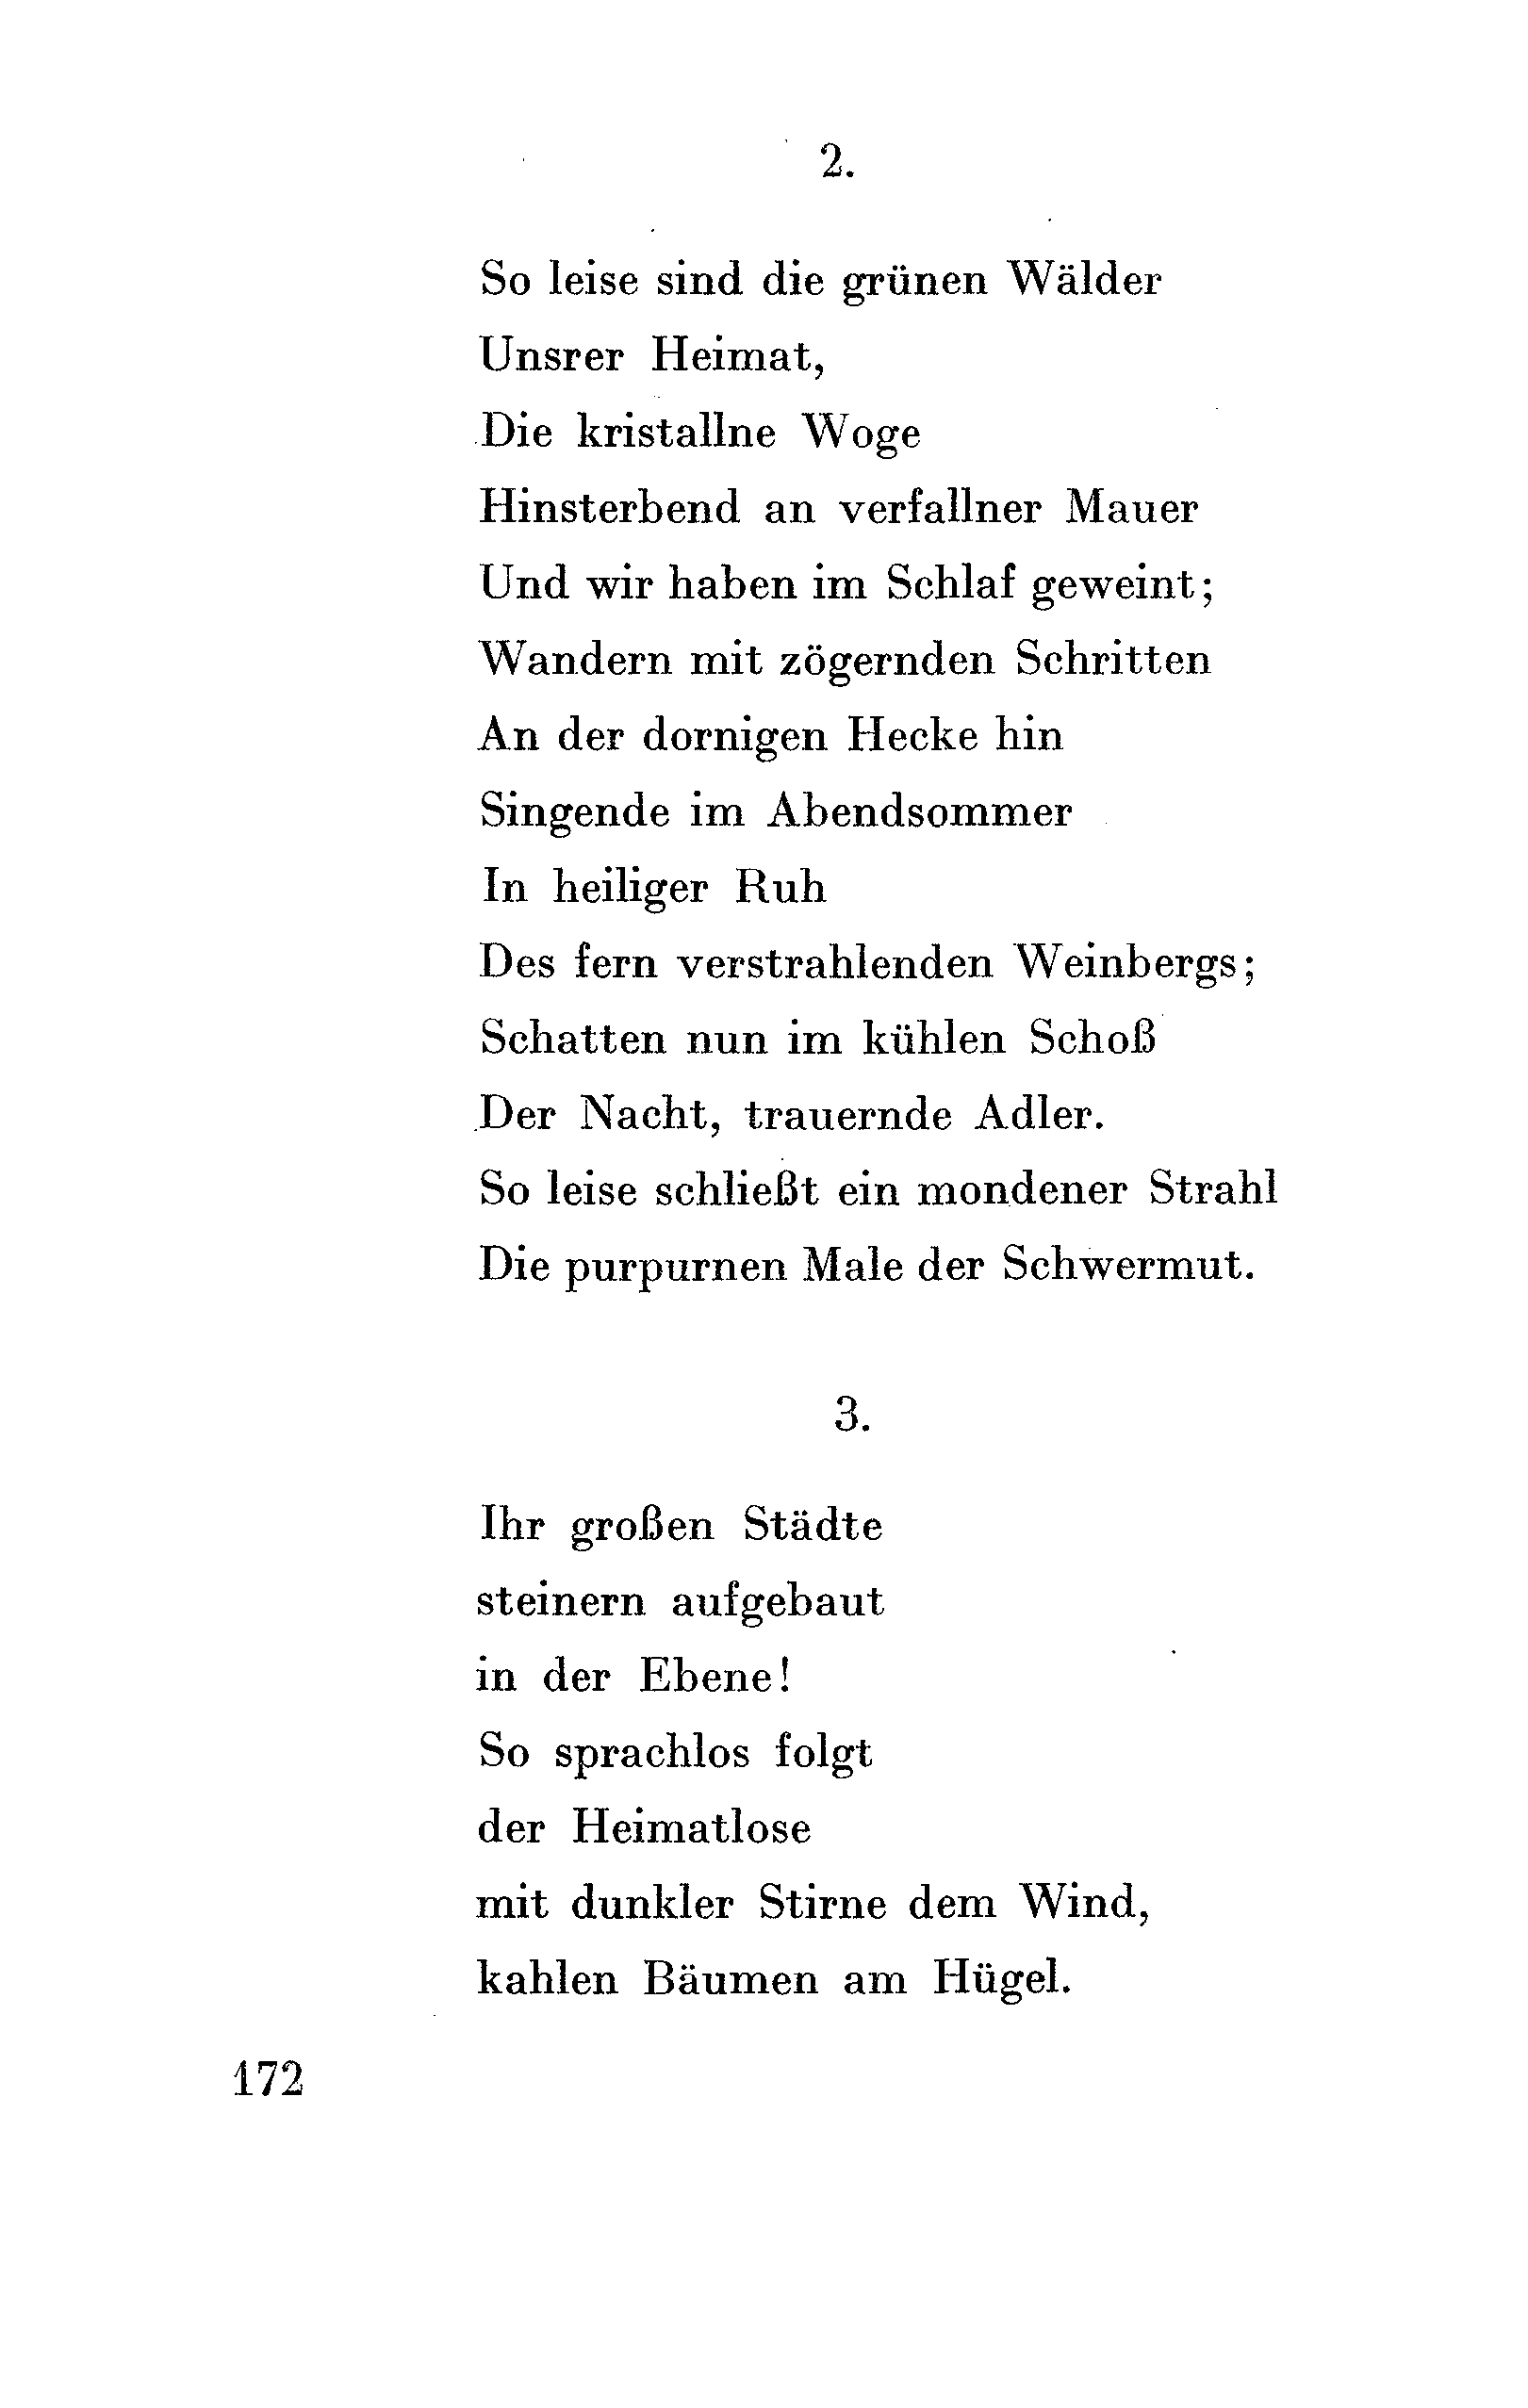 2.
So leise sind die grünen Wälder
Unsrer Heimat,
Die kristallne Woge
Hinsterbend an verfallner Mauer
Und wir haben im Schlaf geweint;
Wandern mit zögernden Schritten
An der dornigen Hecke hin
Singende im Abendsommer
In heiliger Ruh
Des fern verstrahlenden Weinbergs;
Schatten nun im kühlen Schoß
Der Nacht, trauernde Adler.
So leise schließt ein mondener Strahl
Die purpurnen Male der Schwermut.
3.
Ihr großen Städte
steinern aufgebaut
in der Ebene!
So sprachlos folgt
der Heimatlose
mit dunkler Stirne dem Wind,
kahlen Bäumen am Hügel.
172